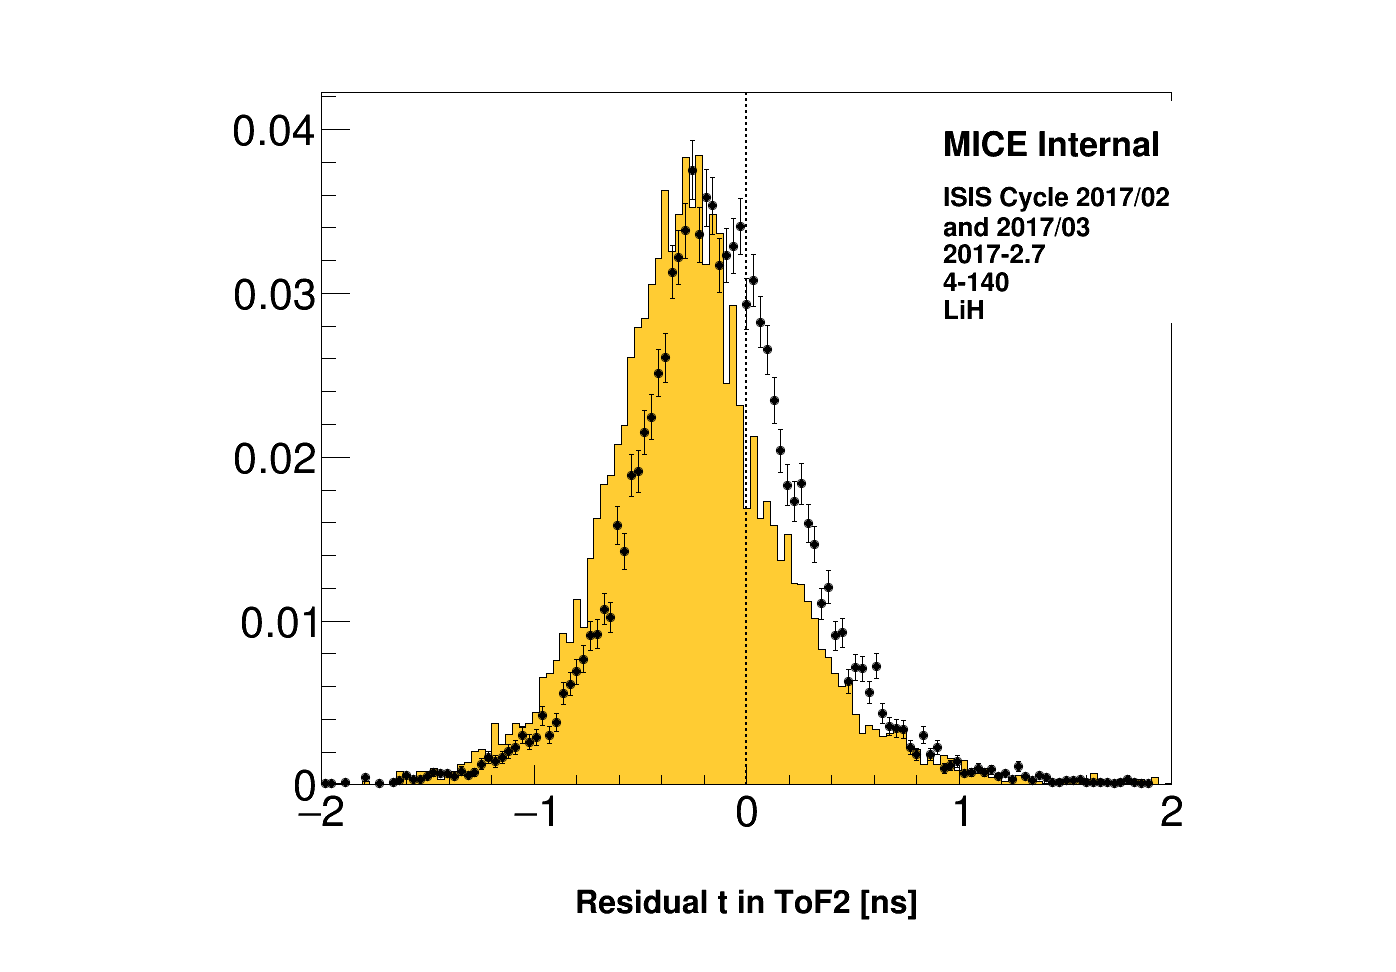 0.04
0.03
0.02
0.01
0
−2
−1
0
1
2
MICE Internal
ISIS Cycle 2017/02
and 2017/03
2017-2.7
4-140
LiH
Residual t in ToF2 [ns]